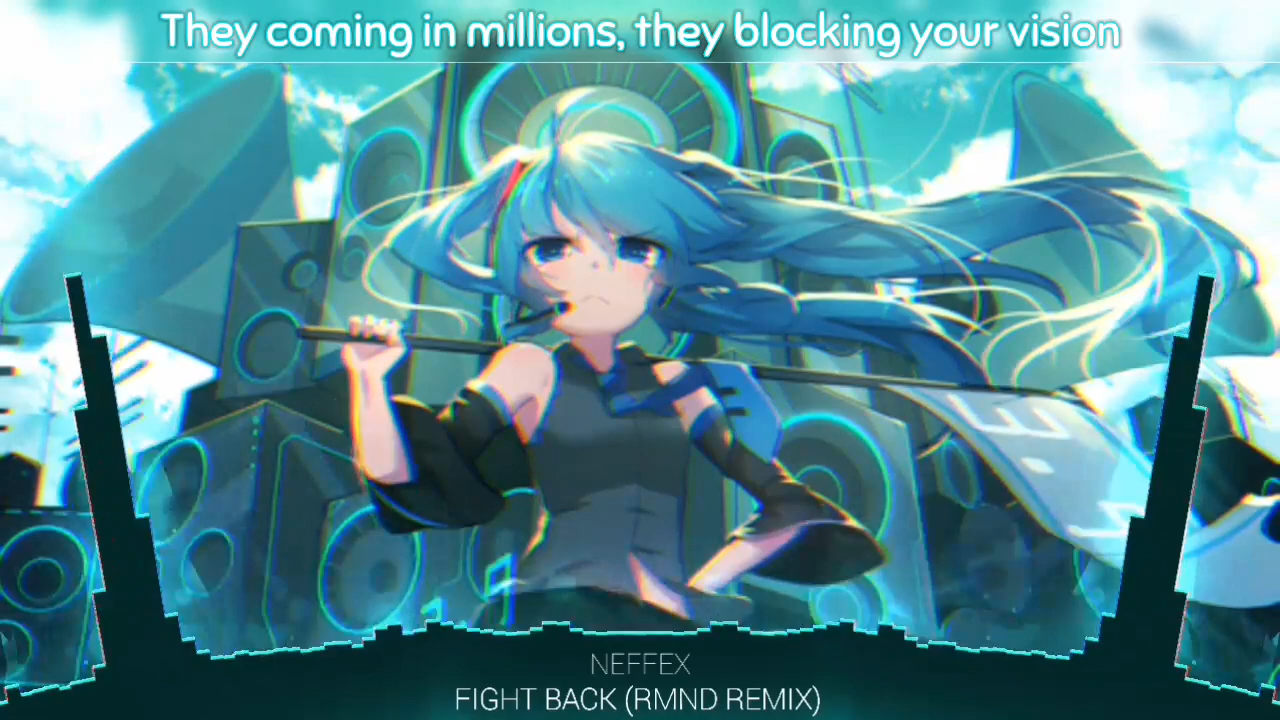 They coming in millions, they blocking your vision
NEFFEX
FIGHT BACK (RMND REMIX)